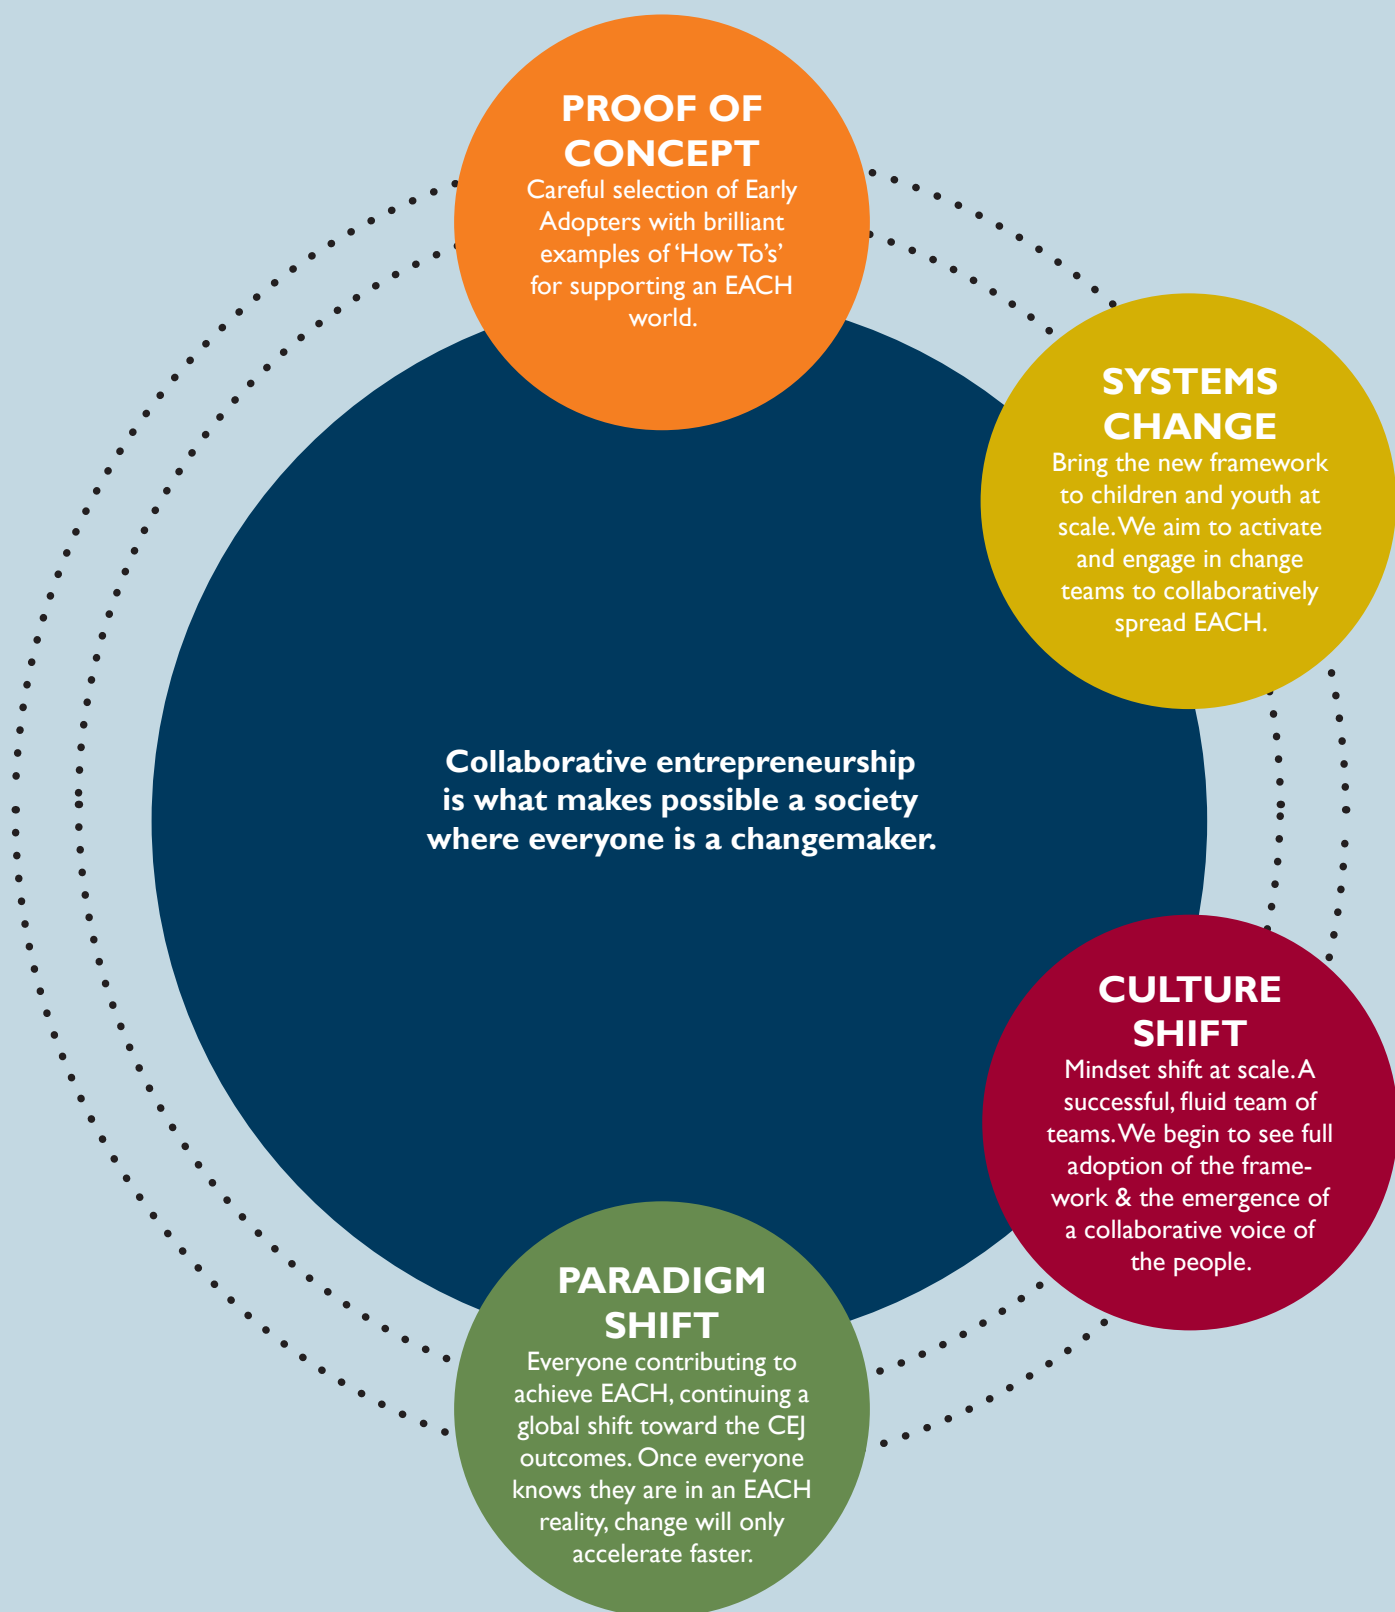 PROOF OF
CONCEPT
Careful selection of Early
Adopters with brilliant
examples of ‘How To’s’
for supporting an EACH
world.
SYSTEMS
CHANGE
Bring the new framework
to children and youth at
scale. We aim to activate
and engage in change
teams to collaboratively
spread EACH.
Collaborative entrepreneurship
is what makes possible a society
where everyone is a changemaker.
CULTURE
SHIFT
Mindset shift at scale. A
successful, fluid team of
teams. We begin to see full
adoption of the frame-
work & the emergence of
a collaborative voice of
the people.
PARADIGM
SHIFT
Everyone contributing to
achieve EACH, continuing a
global shift toward the CEJ
outcomes. Once everyone
knows they are in an EACH
reality, change will only
accelerate faster.